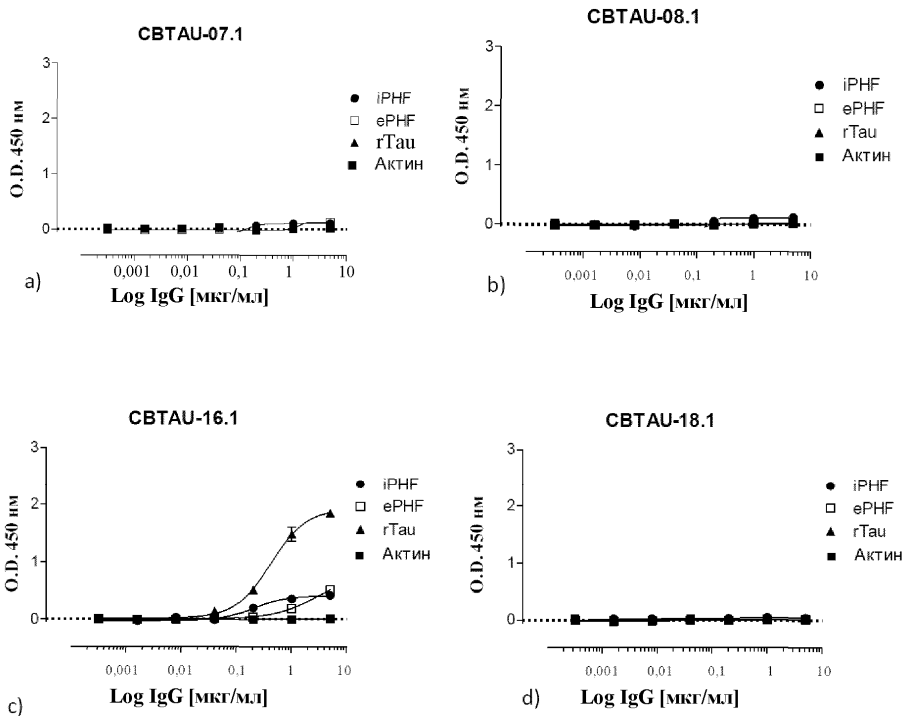 CBTAU-07.1
3
2
1
0
O.D. 450 нм
iPHF
ePHF
rTau
Актин
0,001 0,01 0,1 1 10
Log IgG [мкг/мл]
a)
CBTAU-08.1
3
2
1
0
O.D. 450 нм
iPHF
ePHF
rTau
Актин
0,001 0,01 0,1 1 10
Log IgG [мкг/мл]
b)
CBTAU-16.1
3
2
1
0
O.D. 450 нм
iPHF
ePHF
rTau
Актин
0,001 0,01 0,1 1 10
Log IgG [мкг/мл]
c)
CBTAU-18.1
3
2
1
0
O.D. 450 нм
iPHF
ePHF
rTau
Актин
0,001 0,01 0,1 1 10
Log IgG [мкг/мл]
d)